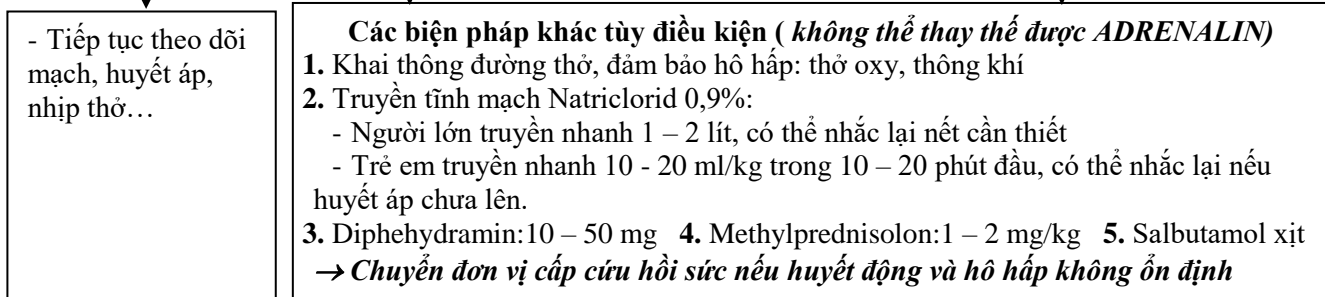 - Tiếp tục theo dõi
mạch, huyết áp,
nhịp thở…
Các biện pháp khác tùy điều kiện ( không thể thay thế được ADRENALIN)
1. Khai thông đường thở, đảm bảo hô hấp: thở oxy, thông khí
2. Truyền tĩnh mạch Natriclorid 0,9%:
- Người lớn truyền nhanh 1 – 2 lít, có thể nhắc lại nết cần thiết
- Trẻ em truyền nhanh 10 - 20 ml/kg trong 10 – 20 phút đầu, có thể nhắc lại nếu
huyết áp chưa lên.
3. Diphehydramin:10 – 50 mg 4. Methylprednisolon:1 – 2 mg/kg 5. Salbutamol xịt
→ Chuyển đơn vị cấp cứu hồi sức nếu huyết động và hô hấp không ổn định